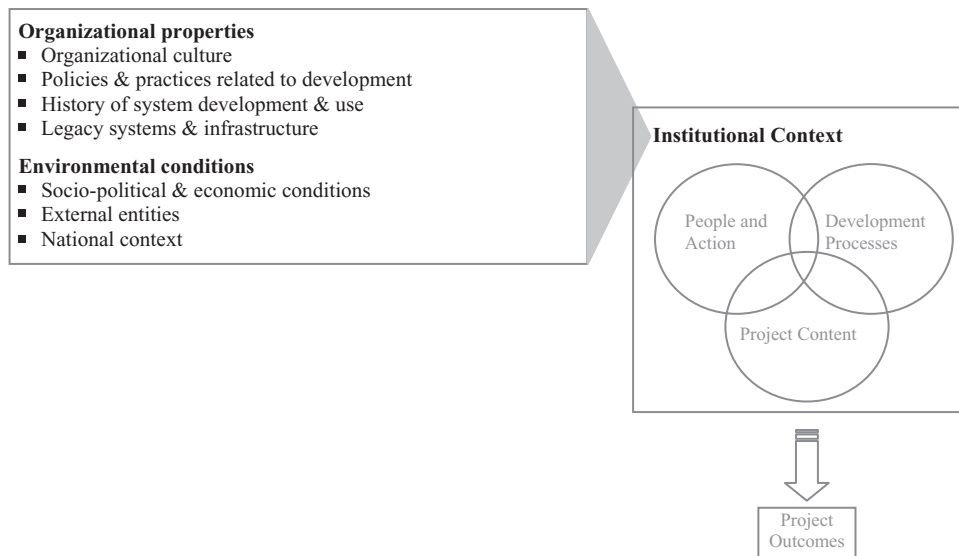 Organizational properties
▪ Organizational culture
▪ Policies & practices related to development
▪ History of system development & use
▪ Legacy systems & infrastructure
Environmental conditions
▪ Socio-political & economic conditions
▪ External entities
▪ National context
Institutional Context
People and
Action
Development
Processes
Project Content
Project
Outcomes